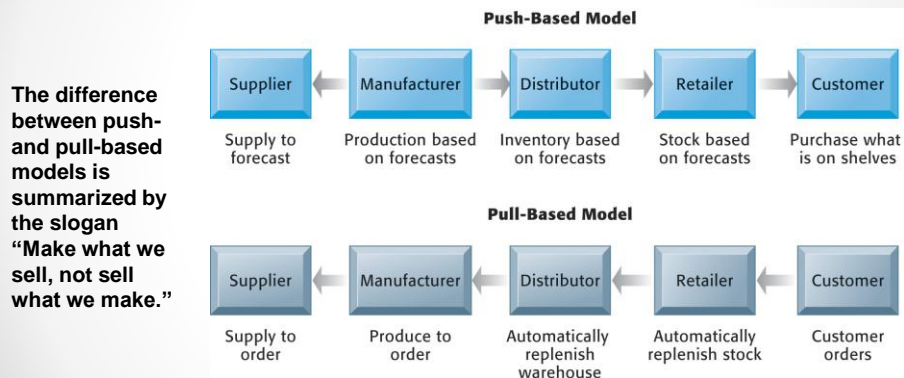 Push-Based Model
Supplier
Manufacturer
Distributor
Retailer
Customer
Supply to
forecast
Production based
on forecasts
Inventory based
on forecasts
Stock based
on forecasts
Purchase what
is on shelves
The difference
between push-
and pull-based
models is
summarized by
the slogan
“Make what we
sell, not sell
what we make.”
Pull-Based Model
Supplier
Manufacturer
Distributor
Retailer
Customer
Supply to
order
Produce to
order
Automatically
replenish
warehouse
Automatically
replenish stock
Customer
orders